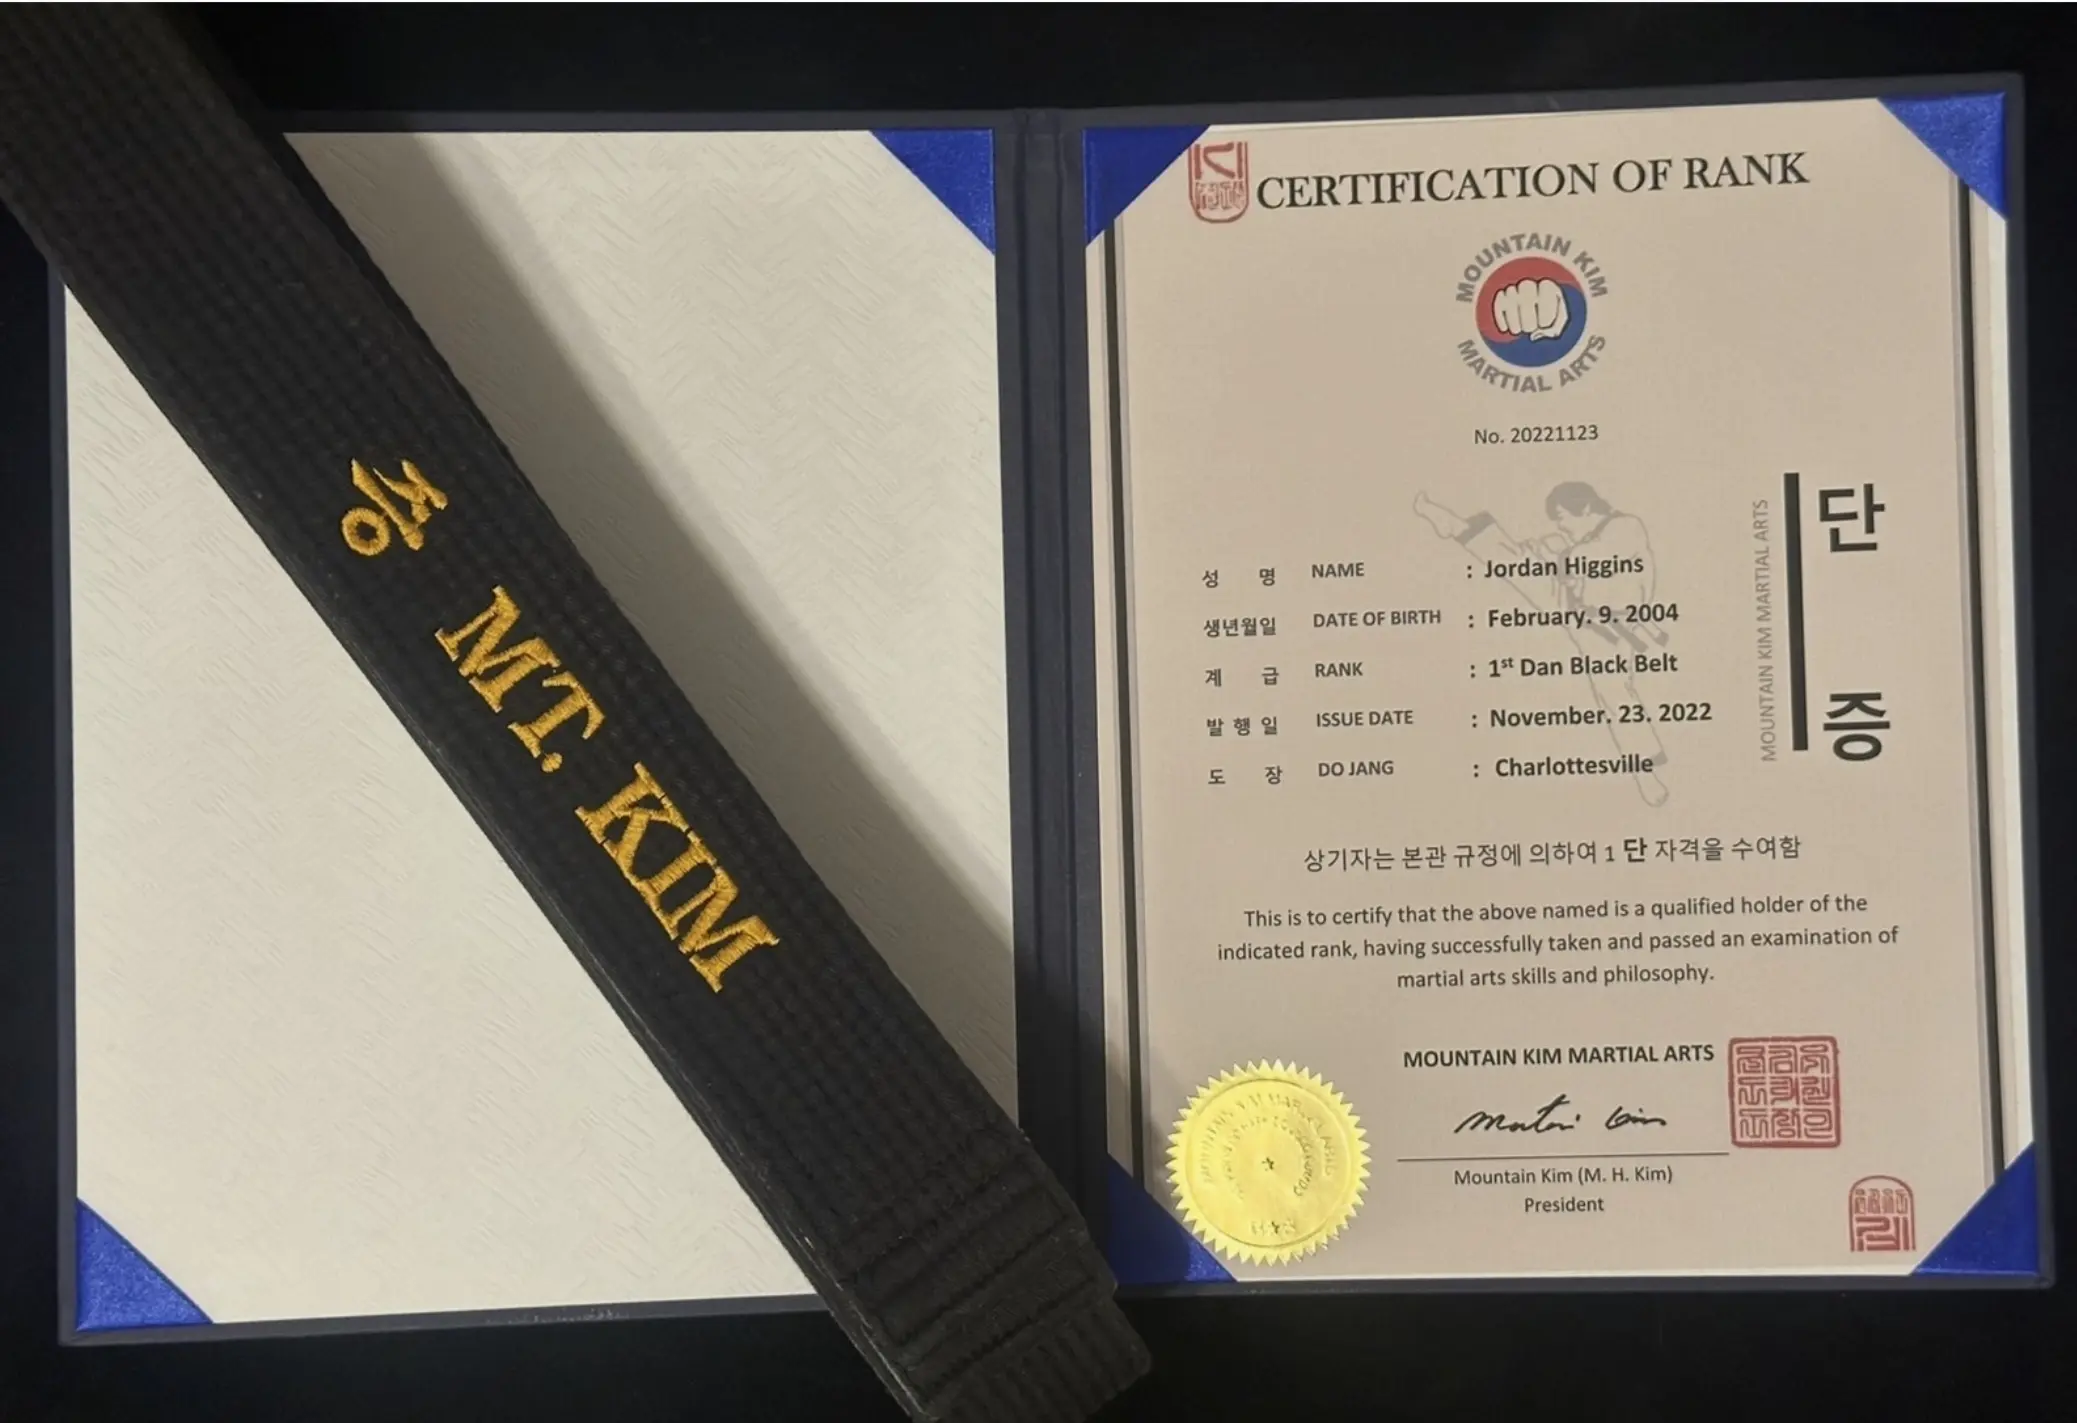 증 MT. KIM
CERTIFICATION OF RANK
MOUNTAIN KIM
MARTIAL ARTS
No. 20221123
성 명 NAME : Jordan Higgins
생년월일 DATE OF BIRTH : February. 9. 2004
계 급 RANK : 1st Dan Black Belt
발 행 일 ISSUE DATE : November. 23. 2022
도 장 DO JANG : Charlottesville
MOUNTAIN KIM MARTIAL ARTS
단 증
상기자는 본관 규정에 의하여 1 단 자격을 수여함
This is to certify that the above named is a qualified holder of the
indicated rank, having successfully taken and passed an examination of
martial arts skills and philosophy.
MOUNTAIN KIM MARTIAL ARTS
Mountain Kim (M. H. Kim)
President